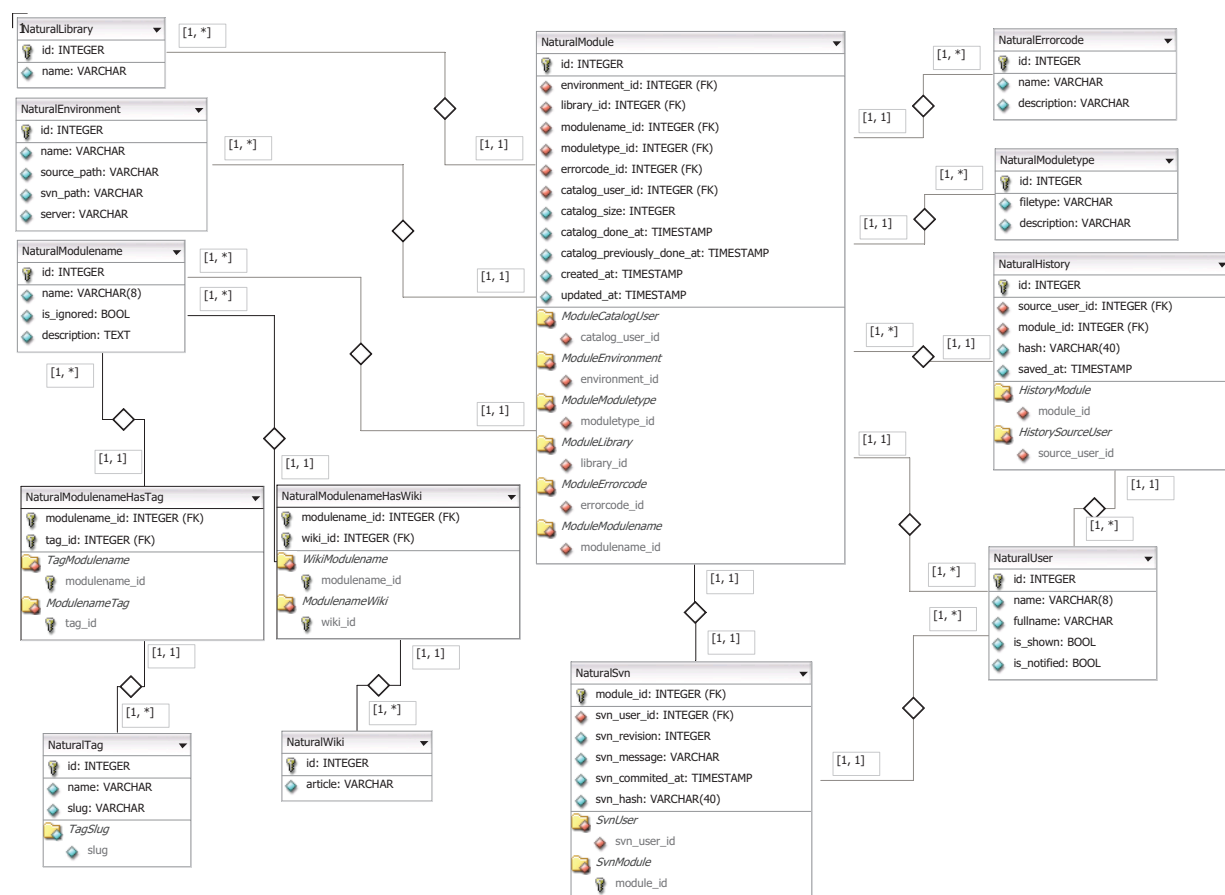 1
NaturalLibrary
id: INTEGER
name: VARCHAR
[1, *]
[1, 1]
NaturalEnvironment
id: INTEGER
name: VARCHAR
source_path: VARCHAR
svn_path: VARCHAR
server: VARCHAR
[1, *]
[1, 1]
NaturalModulename
id: INTEGER
name: VARCHAR(8)
is_ignored: BOOL
description: TEXT
[1, *]
[1, *]
[1, 1]
[1, *]
[1, 1]
[1, 1]
NaturalModulenameHasTag
modulename_id: INTEGER (FK)
tag_id: INTEGER (FK)
TagModulename
modulename_id
ModulenameTag
tag_id
NaturalModulenameHasWiki
modulename_id: INTEGER (FK)
wiki_id: INTEGER (FK)
WikiModulename
modulename_id
ModulenameWiki
wiki_id
[1, 1]
[1, *]
[1, 1]
[1, *]
NaturalTag
id: INTEGER
name: VARCHAR
slug: VARCHAR
TagSlug
slug
NaturalWiki
id: INTEGER
article: VARCHAR
NaturalModule
id: INTEGER
environment_id: INTEGER (FK)
library_id: INTEGER (FK)
modulename_id: INTEGER (FK)
moduletype_id: INTEGER (FK)
errorcode_id: INTEGER (FK)
catalog_user_id: INTEGER (FK)
catalog_size: INTEGER
catalog_done_at: TIMESTAMP
catalog_previously_done_at: TIMESTAMP
created_at: TIMESTAMP
updated_at: TIMESTAMP
ModuleCatalogUser
catalog_user_id
ModuleEnvironment
environment_id
ModuleModuletype
moduletype_id
ModuleLibrary
library_id
ModuleErrorcode
errorcode_id
ModuleModulename
modulename_id
[1, 1]
[1, 1]
NaturalSvn
module_id: INTEGER (FK)
svn_user_id: INTEGER (FK)
svn_revision: INTEGER
svn_message: VARCHAR
svn_commited_at: TIMESTAMP
svn_hash: VARCHAR(40)
SvnUser
svn_user_id
SvnModule
module_id
[1, *]
[1, 1]
NaturalErrorcode
id: INTEGER
name: VARCHAR
description: VARCHAR
[1, *]
[1, 1]
NaturalModuletype
id: INTEGER
filetype: VARCHAR
description: VARCHAR
[1, *]
[1, 1]
NaturalHistory
id: INTEGER
source_user_id: INTEGER (FK)
module_id: INTEGER (FK)
hash: VARCHAR(40)
saved_at: TIMESTAMP
HistoryModule
module_id
HistorySourceUser
source_user_id
[1, 1]
[1, 1]
[1, *]
[1, *]
[1, *]
[1, 1]
NaturalUser
id: INTEGER
name: VARCHAR(8)
fullname: VARCHAR
is_shown: BOOL
is_notified: BOOL